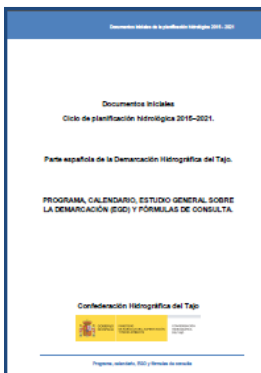 Documentos iniciales de la planificación hidrológica 2015 - 2021
Documentos Iniciales
Ciclo de planificación hidrológica 2015–2021.
Parte española de la Demarcación Hidrográfica del Tajo.
PROGRAMA, CALENDARIO, ESTUDIO GENERAL SOBRE
LA DEMARCACIÓN (EGD) Y FÓRMULAS DE CONSULTA.
Confederación Hidrográfica del Tajo
Programa, calendario, EGD y fórmulas de consulta